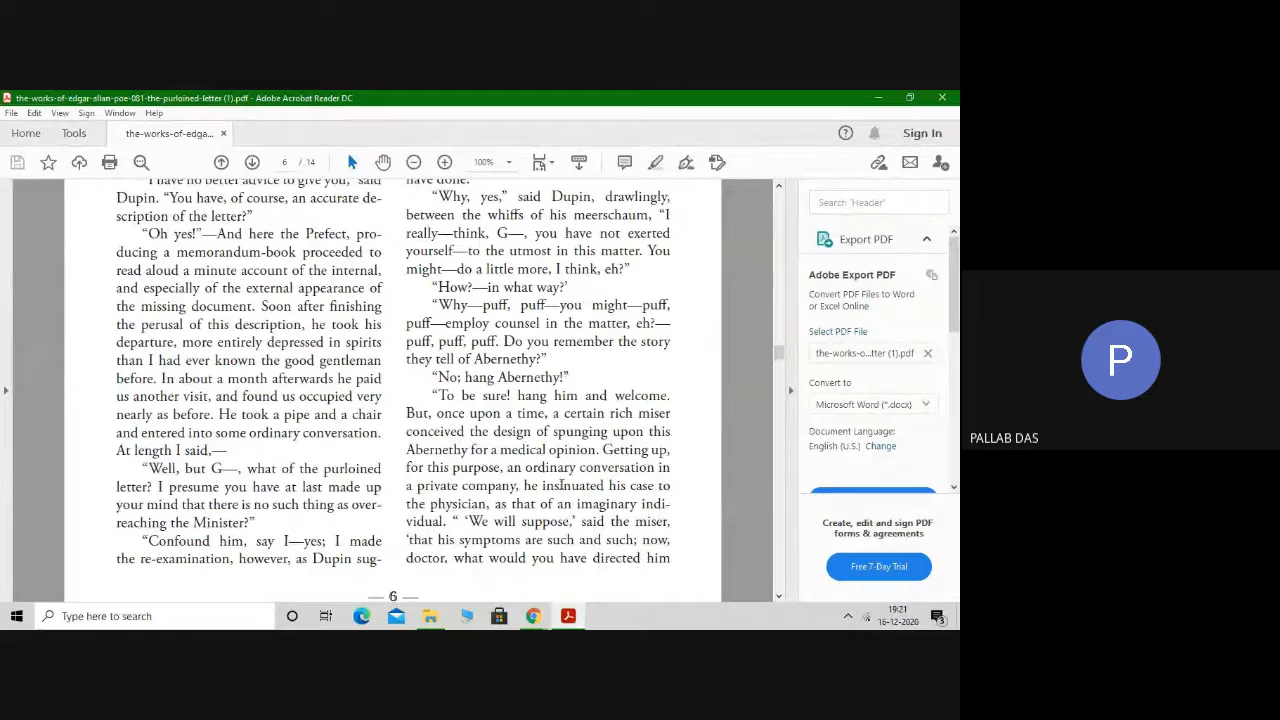 the-works-of-edgar-allan-poe-081-the-purloined-letter (1).pdf - Adobe Acrobat Reader DC
File Edit View Sign Window Help
Home Tools the-works-of-edga... × Sign In
6 / 14 100%
“I have no better advice to give you,” said
Dupin. “You have, of course, an accurate de-
scription of the letter?”
“Oh yes!”—And here the Prefect, pro-
ducing a memorandum-book proceeded to
read aloud a minute account of the internal,
and especially of the external appearance of
the missing document. Soon after finishing
the perusal of this description, he took his
departure, more entirely depressed in spirits
than I had ever known the good gentleman
before. In about a month afterwards he paid
us another visit, and found us occupied very
nearly as before. He took a pipe and a chair
and entered into some ordinary conversation.
At length I said,—
“Well, but G—, what of the purloined
letter? I presume you have at last made up
your mind that there is no such thing as over-
reaching the Minister?”
“Confound him, say I—yes; I made
the re-examination, however, as Dupin sug-
have done.
“Why, yes,” said Dupin, drawlingly,
between the whiffs of his meerschaum, “I
really—think, G—, you have not exerted
yourself—to the utmost in this matter. You
might—do a little more, I think, eh?”
“How?—in what way?’
“Why—puff, puff—you might—puff,
puff—employ counsel in the matter, eh?—
puff, puff, puff. Do you remember the story
they tell of Abernethy?”
“No; hang Abernethy!”
“To be sure! hang him and welcome.
But, once upon a time, a certain rich miser
conceived the design of spunging upon this
Abernethy for a medical opinion. Getting up,
for this purpose, an ordinary conversation in
a private company, he insinuated his case to
the physician, as that of an imaginary indi-
vidual. “ ‘We will suppose,’ said the miser,
‘that his symptoms are such and such; now,
doctor, what would you have directed him
— 6 —
Search 'Header'
Export PDF
Adobe Export PDF
Convert PDF Files to Word
or Excel Online
Select PDF File
the-works-o...tter (1).pdf
Convert to
Microsoft Word (*.docx)
Document Language:
English (U.S.) Change
Create, edit and sign PDF
forms & agreements
Free 7-Day Trial
Type here to search
19:21
16-12-2020
3
P
PALLAB DAS